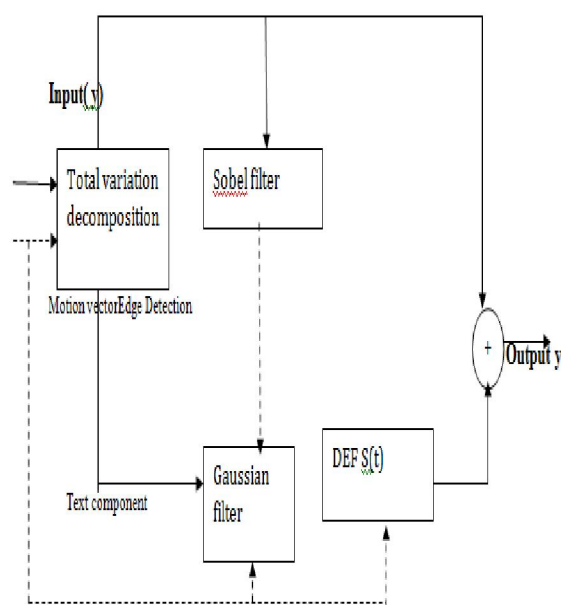 Input( y)
Total variation
decomposition
Sobel filter
Motion vectorEdge Detection
+
Output y
DEF S(t)
Gaussian
filter
Text component